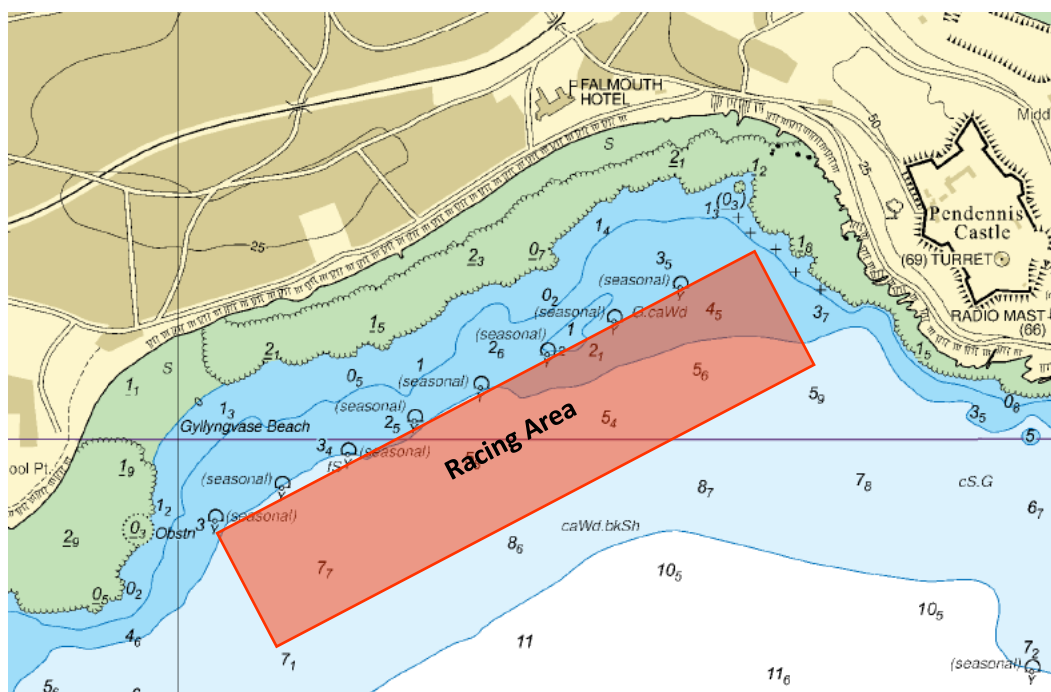 FALMOUTH
HOTEL
50
Midd
S
2₁
1₂
25
(0₃)
1₃
Pendennis
Castle
1₄
2₃
0₇
1₈
(69) TURRET
3₅
(seasonal)
25
0₂
(seasonal)
G.caWd
4₅
3₇
RADIO MAST
(66)
1₅
(seasonal)
1
2₁
2₆
2₁
1
1₅
S
1₁
0₅
(seasonal)
5₆
5₉
0₈
1₃
(seasonal)
2₅
Racing Area
5₄
3₅
Gyllyngvase Beach
5
3₄
(seasonal)
fS
ool Pt.
1₉
(seasonal)
8₇
7₈
cS.G
1₂
6₇
3
(seasonal)
0₃
Obstn
caWd.bkSh
2₉
8₆
7₇
10₅
0₂
0₅
10₅
4₆
11
7₂
7₁
(seasonal)
11₆
5₆
Y